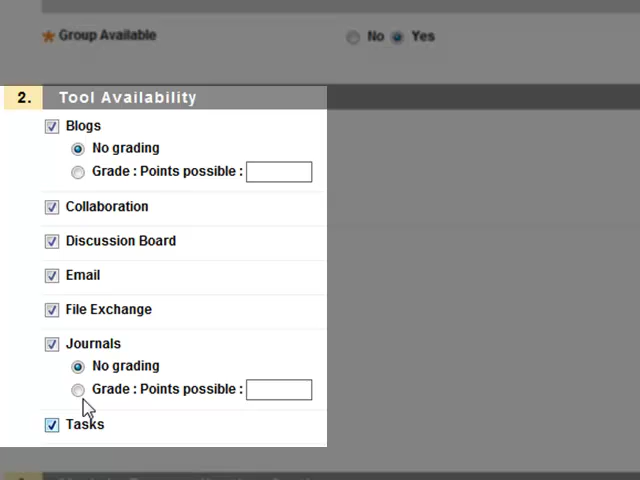 * Group Available No Yes
2. Tool Availability
Blogs
No grading
Grade : Points possible :
Collaboration
Discussion Board
Email
File Exchange
Journals
No grading
Grade : Points possible :
Tasks